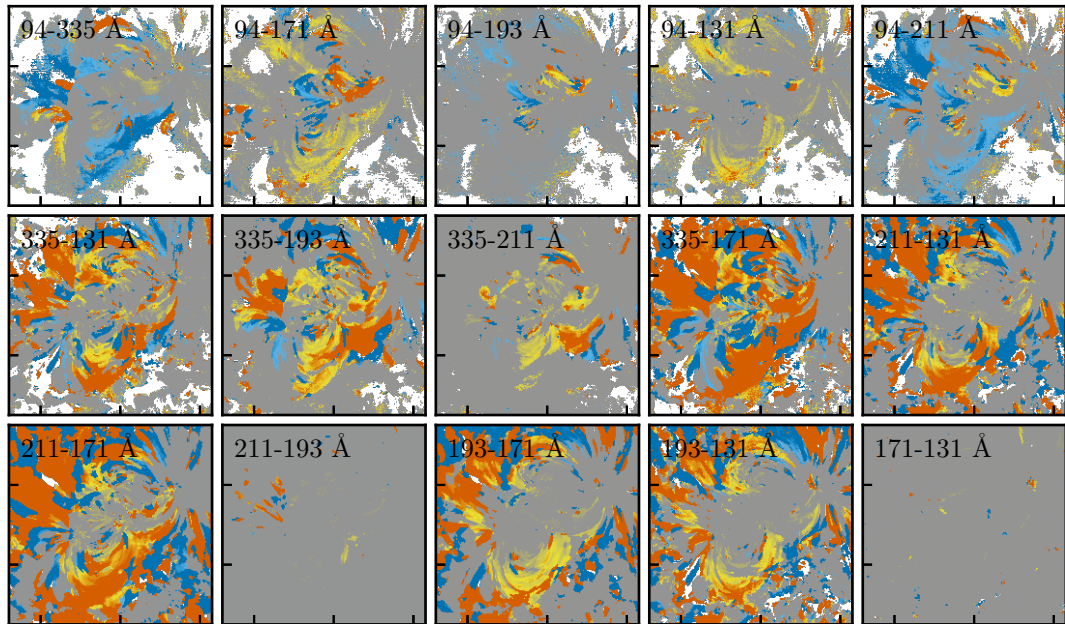 94-335 Å
94-171 Å
94-193 Å
94-131 Å
94-211 Å
335-131 Å
335-193 Å
335-211 Å
335-171 Å
211-131 Å
211-171 Å
211-193 Å
193-171 Å
193-131 Å
171-131 Å